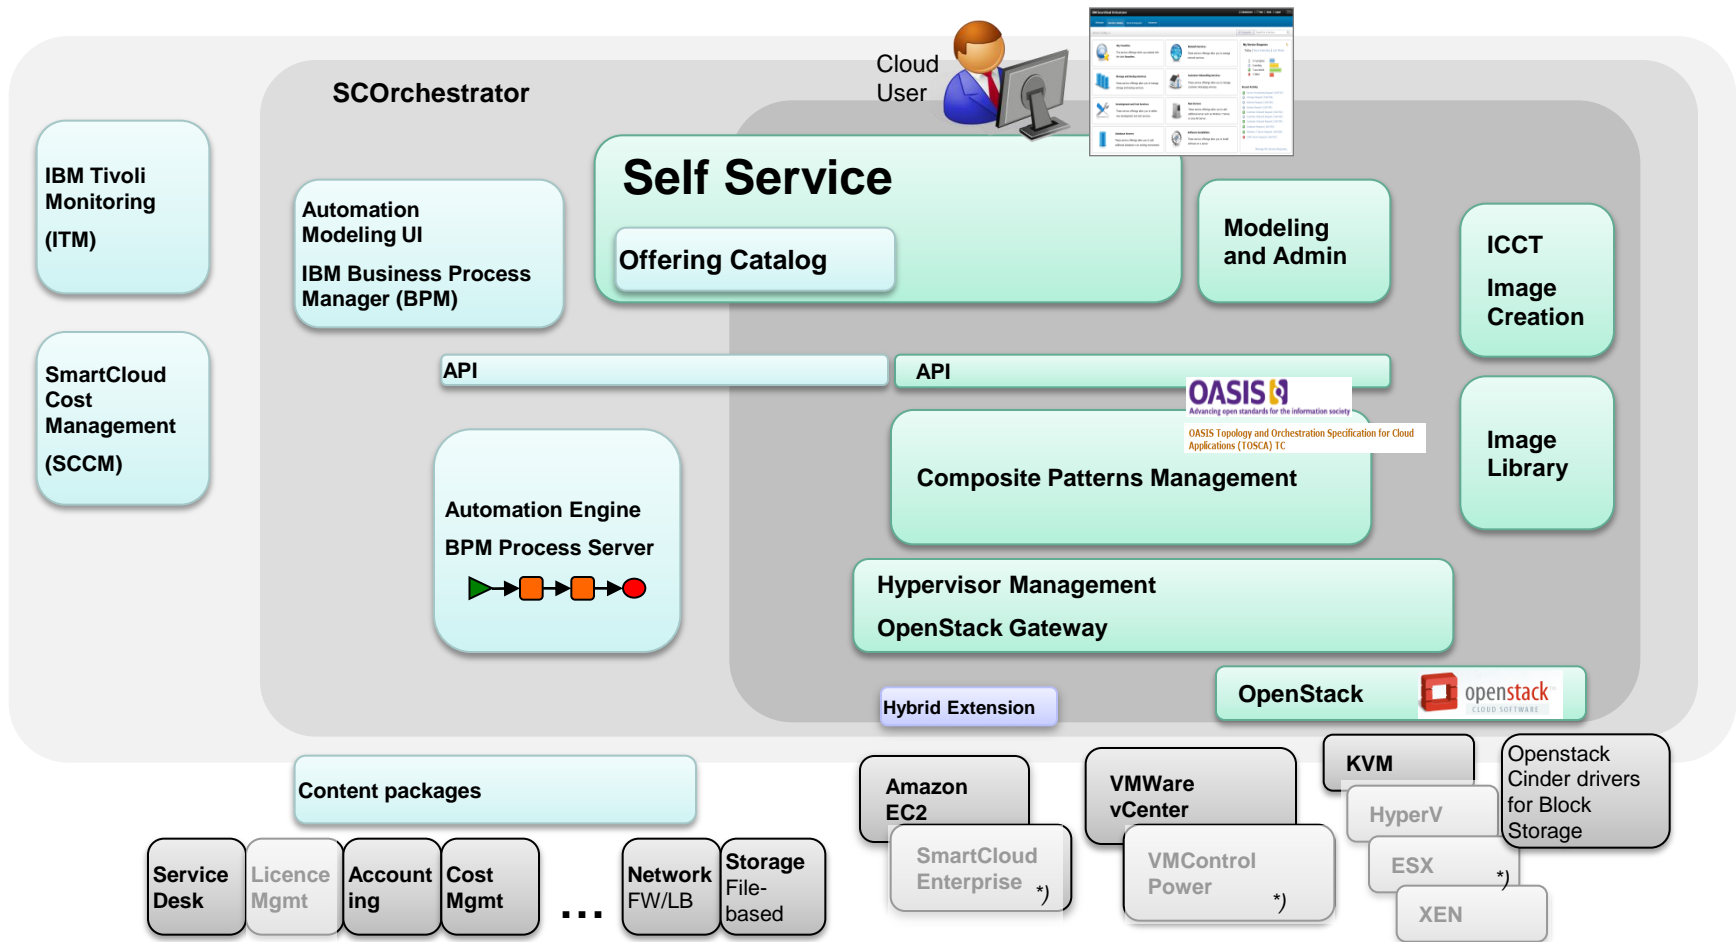 Cloud
User
SCOrchestrator
IBM Tivoli
Monitoring
(ITM)
Automation
Modeling UI
IBM Business Process
Manager (BPM)
Self Service
Offering Catalog
Modeling
and Admin
ICCT
Image
Creation
SmartCloud
Cost
Management
(SCCM)
API
API
OASIS
Advancing open standards for the information society
OASIS Topology and Orchestration Specification for Cloud
Applications (TOSCA) TC
Composite Patterns Management
Image
Library
Automation Engine
BPM Process Server
Hypervisor Management
OpenStack Gateway
Hybrid Extension
OpenStack
openstack
CLOUD SOFTWARE
Content packages
Amazon
EC2
SmartCloud
Enterprise
*)
VMWare
vCenter
VMControl
Power
*)
KVM
HyperV
ESX
*)
XEN
Openstack
Cinder drivers
for Block
Storage
Service
Desk
Licence
Mgmt
Account
ing
Cost
Mgmt
...
Network
FW/LB
Storage
File-
based